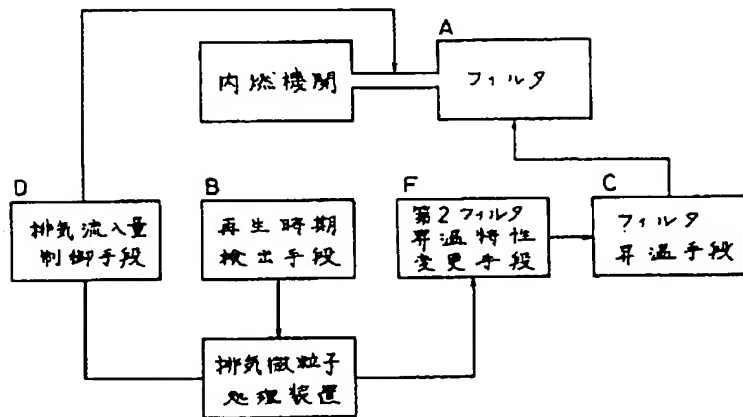 A
内燃機関
フィルタ
D
排気流入量
制御手段
B
再生時期
検出手段
F
第2フィルタ
昇温特性
変更手段
C
フィルタ
昇温手段
排気微粒子
処理装置